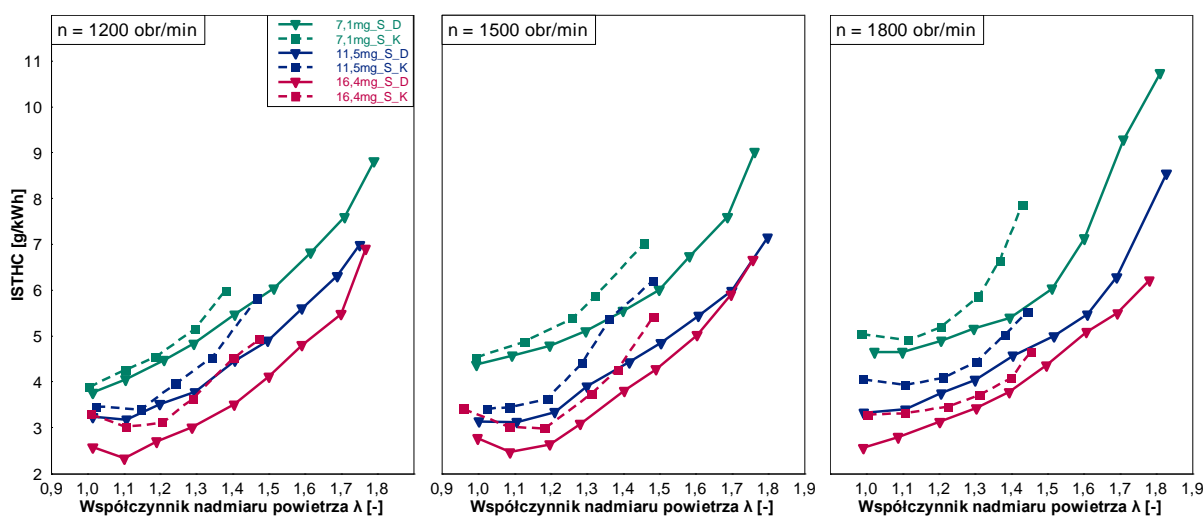 n = 1200 obr/min
n = 1500 obr/min
n = 1800 obr/min
7,1mg_S_D
7,1mg_S_K
11,5mg_S_D
11,5mg_S_K
16,4mg_S_D
16,4mg_S_K
ISTHC [g/kWh]
11
10
9
8
7
6
5
4
3
2
0,9 1,0 1,1 1,2 1,3 1,4 1,5 1,6 1,7 1,8
0,9 1,0 1,1 1,2 1,3 1,4 1,5 1,6 1,7 1,8
0,9 1,0 1,1 1,2 1,3 1,4 1,5 1,6 1,7 1,8 1,9
Współczynnik nadmiaru powietrza λ [-]
Współczynnik nadmiaru powietrza λ [-]
Współczynnik nadmiaru powietrza λ [-]